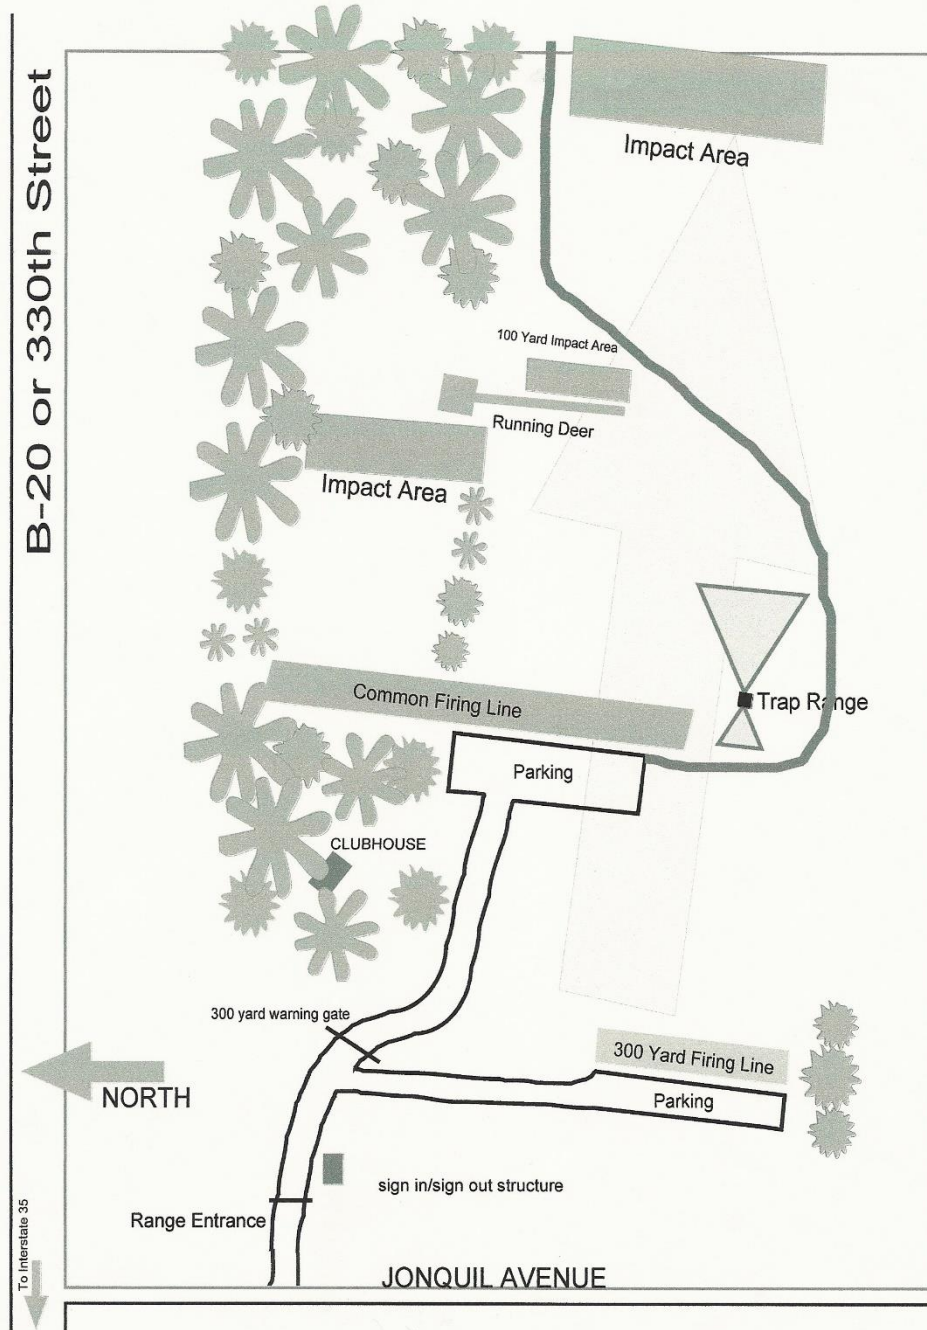 B-20 or 330th Street
Impact Area
100 Yard Impact Area
Running Deer
Impact Area
Common Firing Line
Trap Range
Parking
CLUBHOUSE
300 yard warning gate
300 Yard Firing Line
NORTH
Parking
sign in/sign out structure
Range Entrance
To Interstate 35
JONQUIL AVENUE